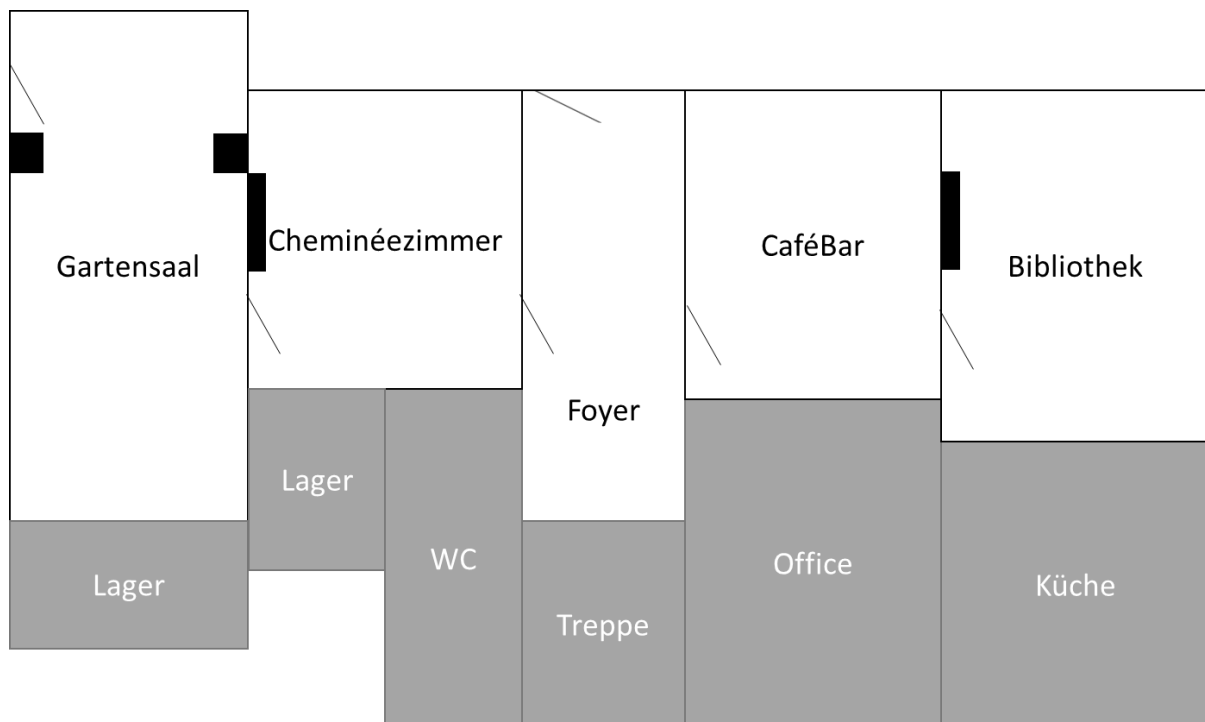 Gartensaal
Cheminéezimmer
Foyer
CaféBar
Bibliothek
Lager
Lager
WC
Treppe
Office
Küche